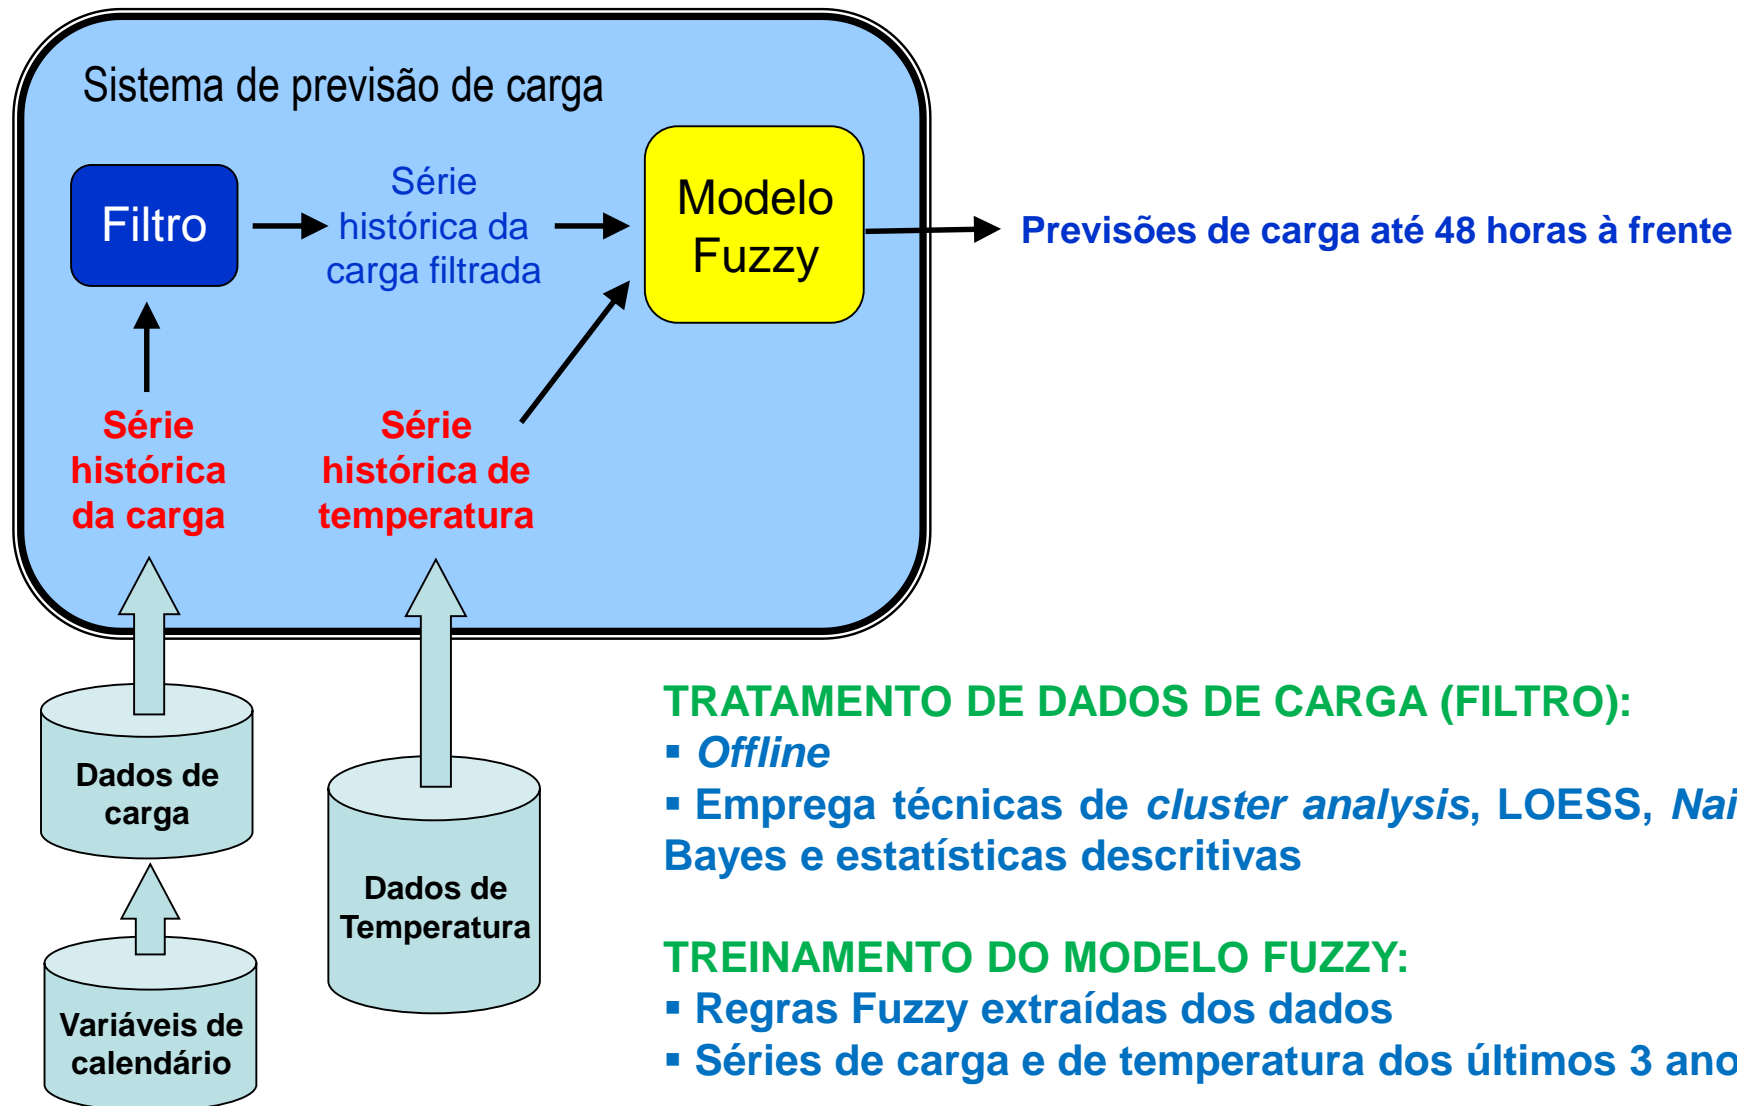 Sistema de previsão de carga
Filtro
Série
histórica da
carga filtrada
Modelo
Fuzzy
Previsões de carga até 48 horas à frente
Série
histórica
da carga
Série
histórica de
temperatura
Dados de
carga
Dados de
Temperatura
Variáveis de
calendário
TRATAMENTO DE DADOS DE CARGA (FILTRO):
▪ Offline
▪ Emprega técnicas de cluster analysis, LOESS, Nai
Bayes e estatísticas descritivas
TREINAMENTO DO MODELO FUZZY:
▪ Regras Fuzzy extraídas dos dados
▪ Séries de carga e de temperatura dos últimos 3 ano